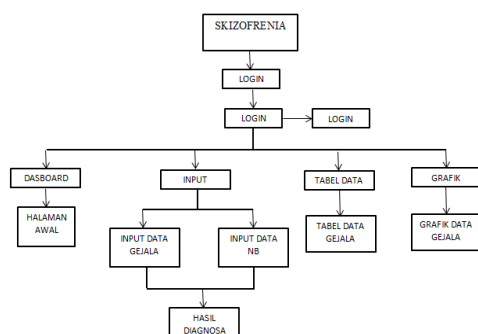 SKIZOFRENIA
LOGIN
LOGIN
LOGIN
DASBOARD
INPUT
TABEL DATA
GRAFIK
HALAMAN
AWAL
INPUT DATA
GEJALA
INPUT DATA
NB
TABEL DATA
GEJALA
GRAFIK DATA
GEJALA
HASIL
DIAGNOSA